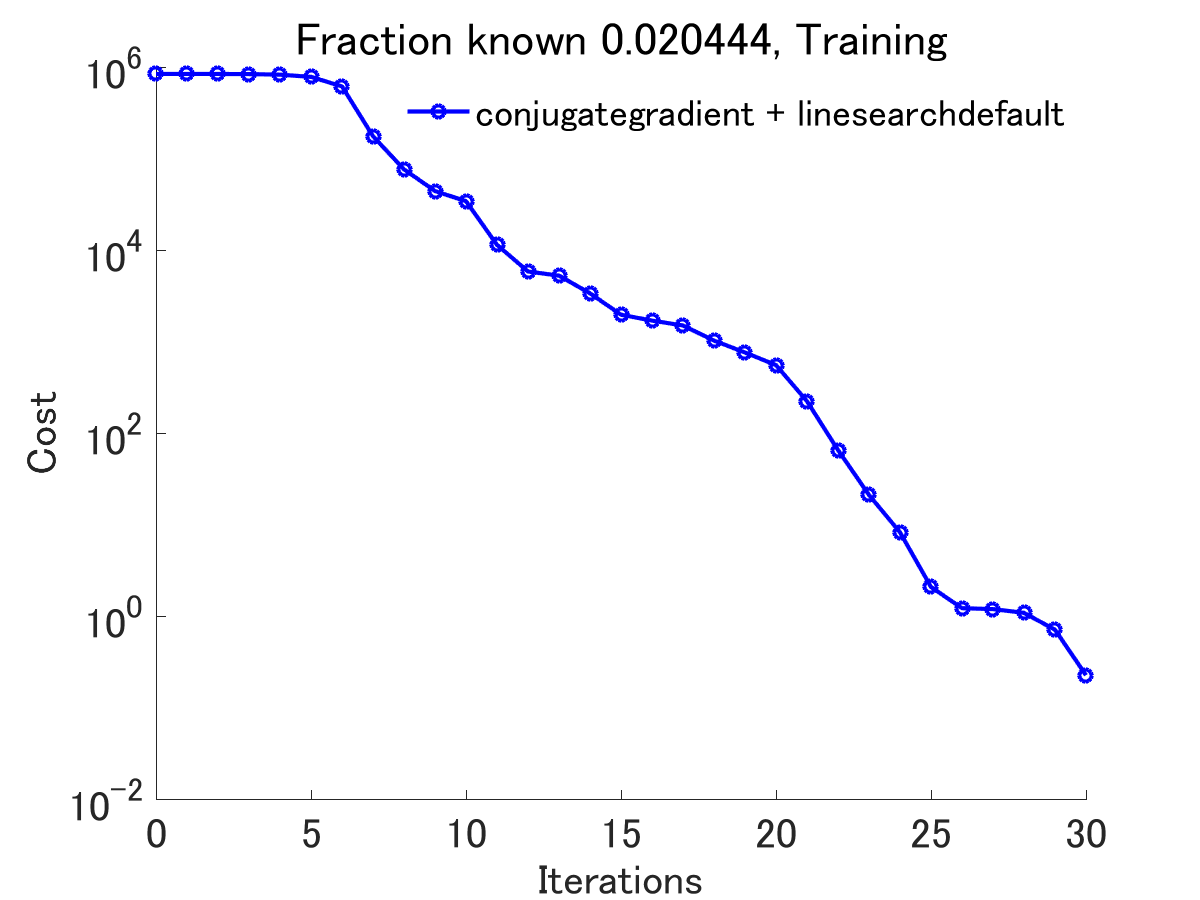 Fraction known 0.020444, Training
conjugategradient + linesearchdefault
Cost
10^6
10^4
10^2
10^0
10^-2
0 5 10 15 20 25 30
Iterations